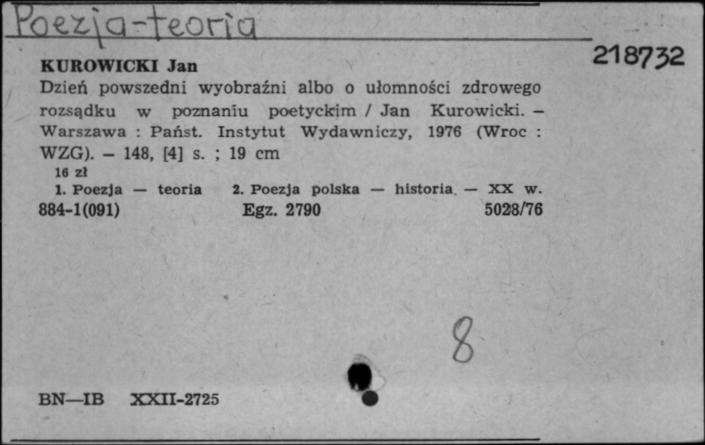 Poezja-teoria
218732
KUROWICKI Jan
Dzień powszedni wyobraźni albo o ułomności zdrowego
rozsądku w poznaniu poetyckim / Jan Kurowicki. —
Warszawa : Państ. Instytut Wydawniczy, 1976 (Wroc :
WZG). — 148, [4] s. ; 19 cm
16 zł
1. Poezja — teoria 2. Poezja polska — historia. — XX w.
884-1(091) Egz. 2790 5028/76
8
BN—IB XXII-2725